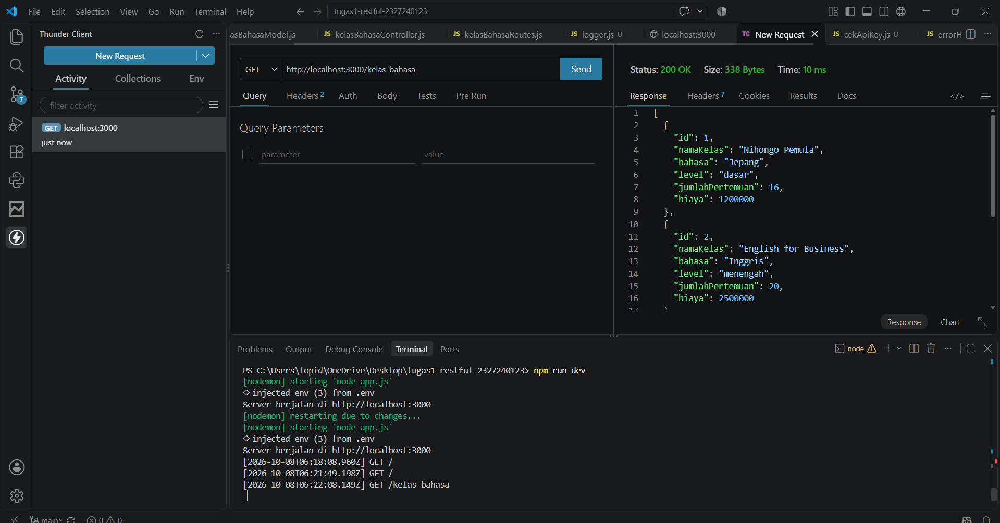 File Edit Selection View Go Run Terminal Help
tugas1-restful-2327240123
Thunder Client
New Request
Activity Collections Env
filter activity
GET localhost:3000
just now
7
asBahasaModel.js
JS kelasBahasaController.js
JS kelasBahasaRoutes.js
JS logger.js U
localhost:3000
TC New Request
JS cekApiKey.js U
JS errorH
GET http://localhost:3000/kelas-bahasa Send
Query Headers 2 Auth Body Tests Pre Run
Query Parameters
parameter value
Status: 200 OK Size: 338 Bytes Time: 10 ms
Response Headers 7 Cookies Results Docs </>
1 [
2 {
3 "id": 1,
4 "namaKelas": "Nihongo Pemula",
5 "bahasa": "Jepang",
6 "level": "dasar",
7 "jumlahPertemuan": 16,
8 "biaya": 1200000
9 },
10 {
11 "id": 2,
12 "namaKelas": "English for Business",
13 "bahasa": "Inggris",
14 "level": "menengah",
15 "jumlahPertemuan": 20,
16 "biaya": 2500000
17 }
Response Chart
Problems Output Debug Console Terminal Ports
node
PS C:\Users\lopid\OneDrive\Desktop\tugas1-restful-2327240123> npm run dev
[nodemon] starting `node app.js`
◇ injected env (3) from .env
Server berjalan di http://localhost:3000
[nodemon] restarting due to changes...
[nodemon] starting `node app.js`
◇ injected env (3) from .env
Server berjalan di http://localhost:3000
[2026-10-08T06:18:08.960Z] GET /
[2026-10-08T06:21:49.198Z] GET /
[2026-10-08T06:22:08.149Z] GET /kelas-bahasa
main* 0 0